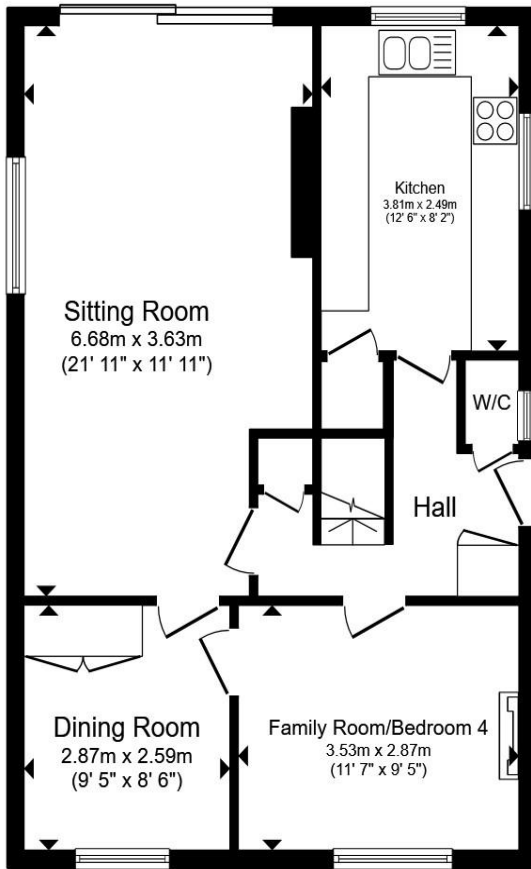 Kitchen
3.81m x 2.49m
(12' 6" x 8' 2")
Sitting Room
6.68m x 3.63m
(21' 11" x 11' 11")
W/C
Hall
Dining Room
2.87m x 2.59m
(9' 5" x 8' 6")
Family Room/Bedroom 4
3.53m x 2.87m
(11' 7" x 9' 5")